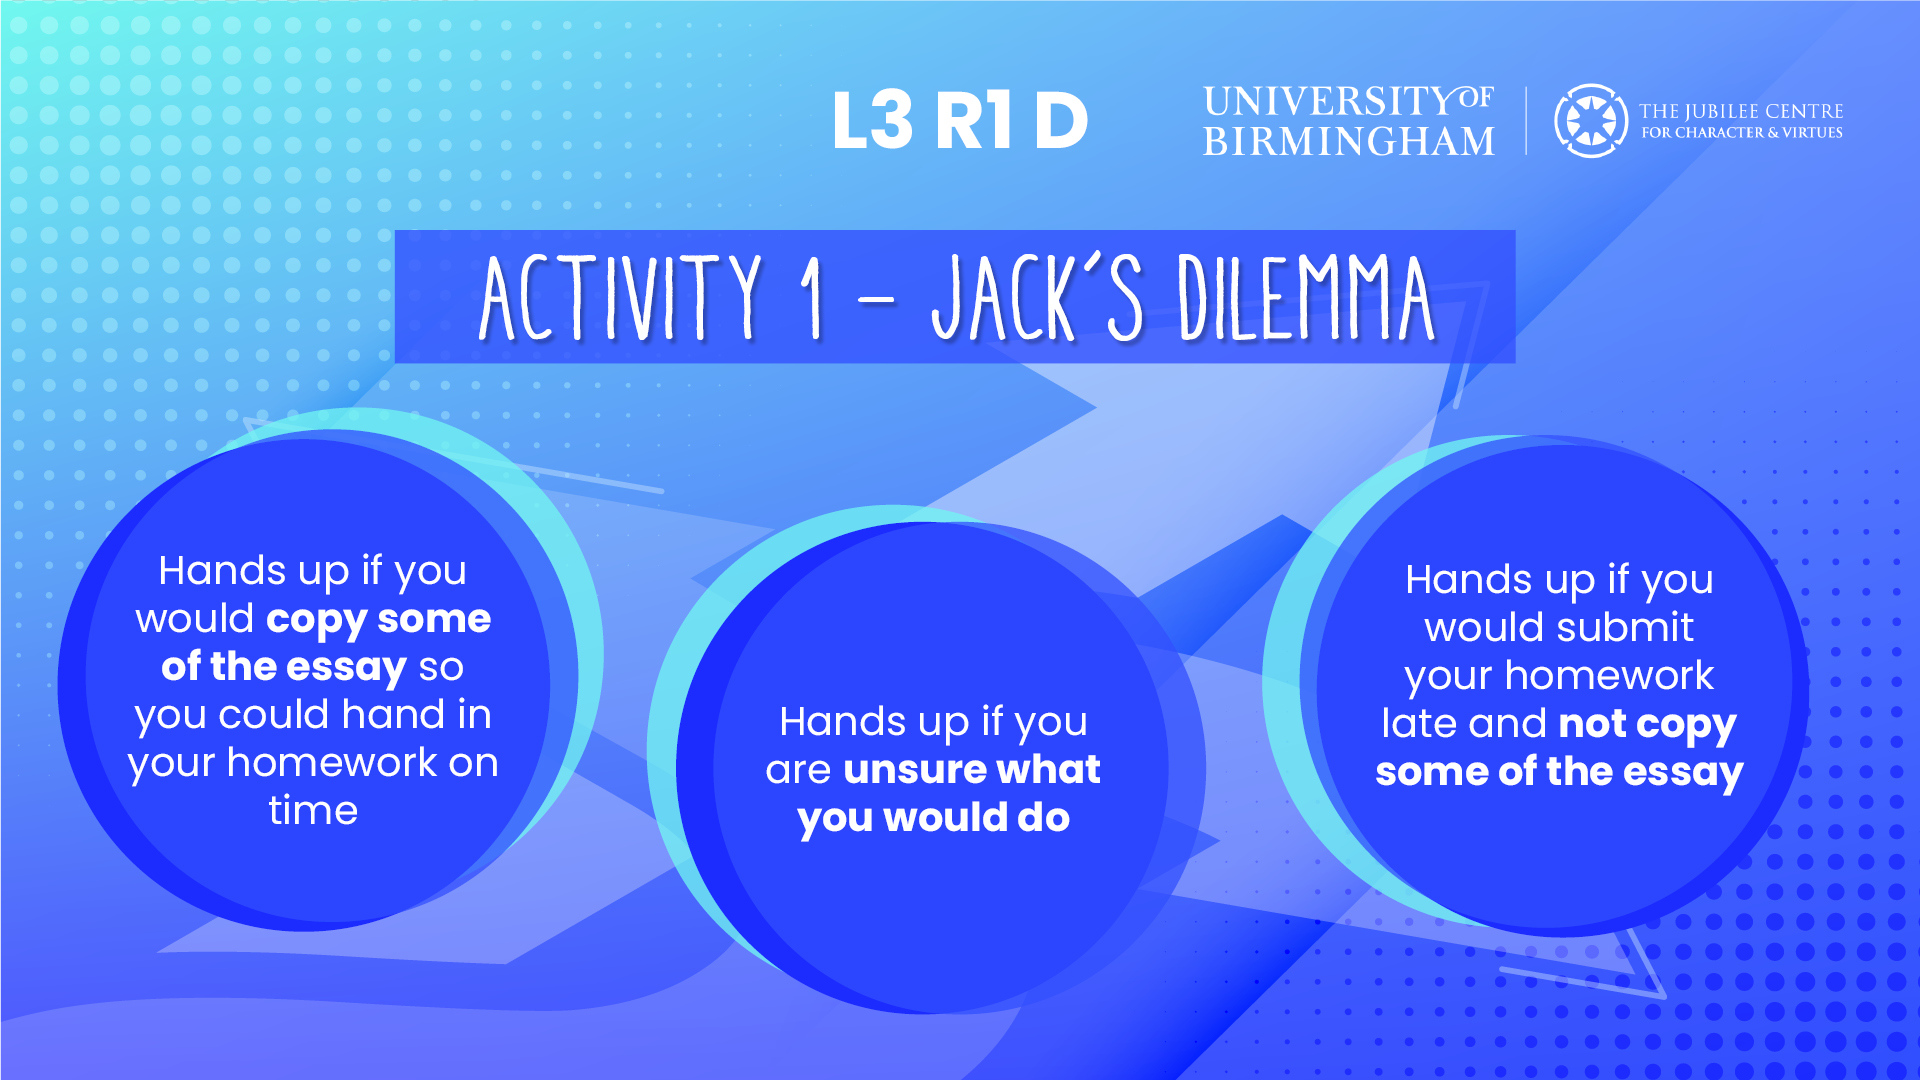 L3 R1 D
UNIVERSITY OF
BIRMINGHAM
THE JUBILEE CENTRE
FOR CHARACTER & VIRTUES
ACTIVITY 1 – JACK'S DILEMMA
Hands up if you
would copy some
of the essay so
you could hand in
your homework on
time
Hands up if you
are unsure what
you would do
Hands up if you
would submit
your homework
late and not copy
some of the essay